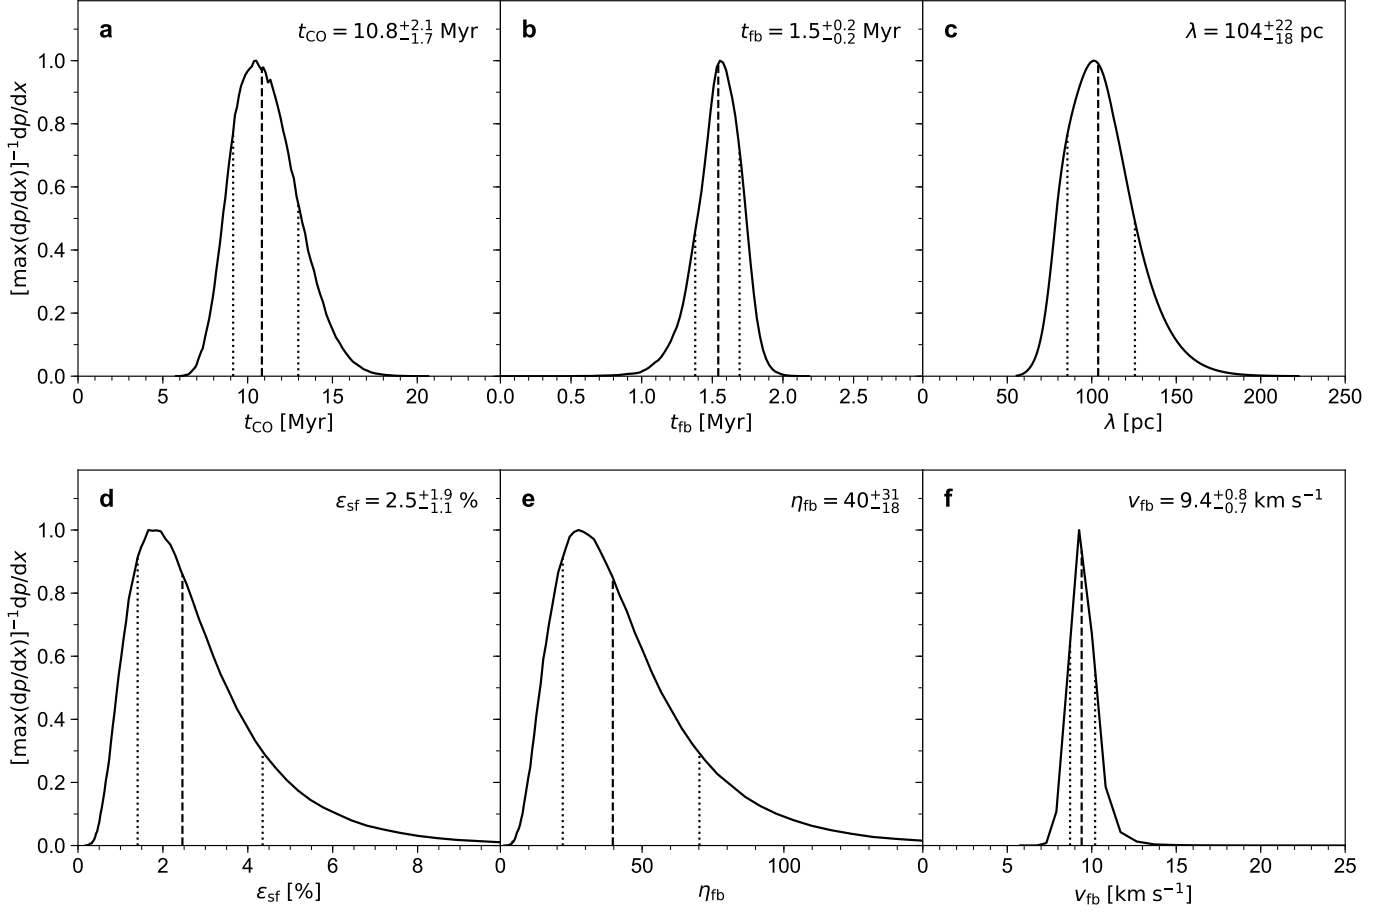 a t_CO = 10.8 +2.1 −1.7 Myr
b t_fb = 1.5 +0.2 −0.2 Myr
c λ = 104 +22 −18 pc
[max(dp/dx)]⁻¹dp/dx
1.0
0.8
0.6
0.4
0.2
0.0
0 5 10 15 20 0.0 0.5 1.0 1.5 2.0 2.5 0 50 100 150 200 250
t_CO [Myr] t_fb [Myr] λ [pc]
d ε_sf = 2.5 +1.9 −1.1 %
e η_fb = 40 +31 −18
f v_fb = 9.4 +0.8 −0.7 km s⁻¹
[max(dp/dx)]⁻¹dp/dx
1.0
0.8
0.6
0.4
0.2
0.0
0 2 4 6 8 0 50 100 0 5 10 15 20 25
ε_sf [%] η_fb v_fb [km s⁻¹]